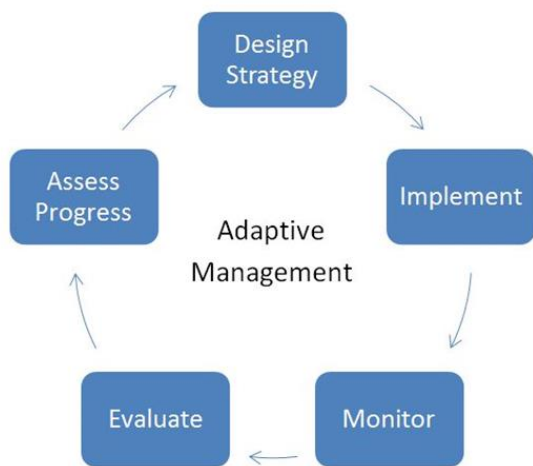 Design
Strategy
Implement
Monitor
Evaluate
Assess
Progress
Adaptive
Management